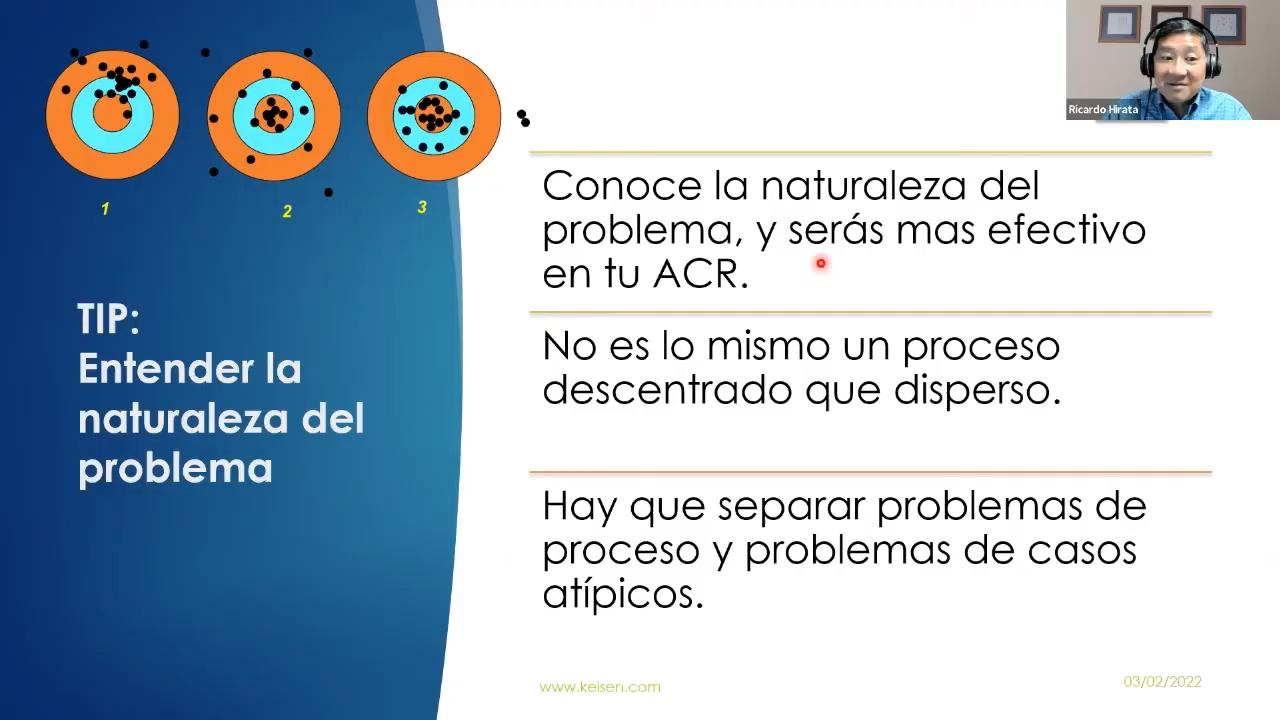 Ricardo Hirata
1
2
3
TIP:
Entender la
naturaleza del
problema
Conoce la naturaleza del
problema, y serás mas efectivo
en tu ACR.
No es lo mismo un proceso
descentrado que disperso.
Hay que separar problemas de
proceso y problemas de casos
atípicos.
www.keisen.com
03/02/2022